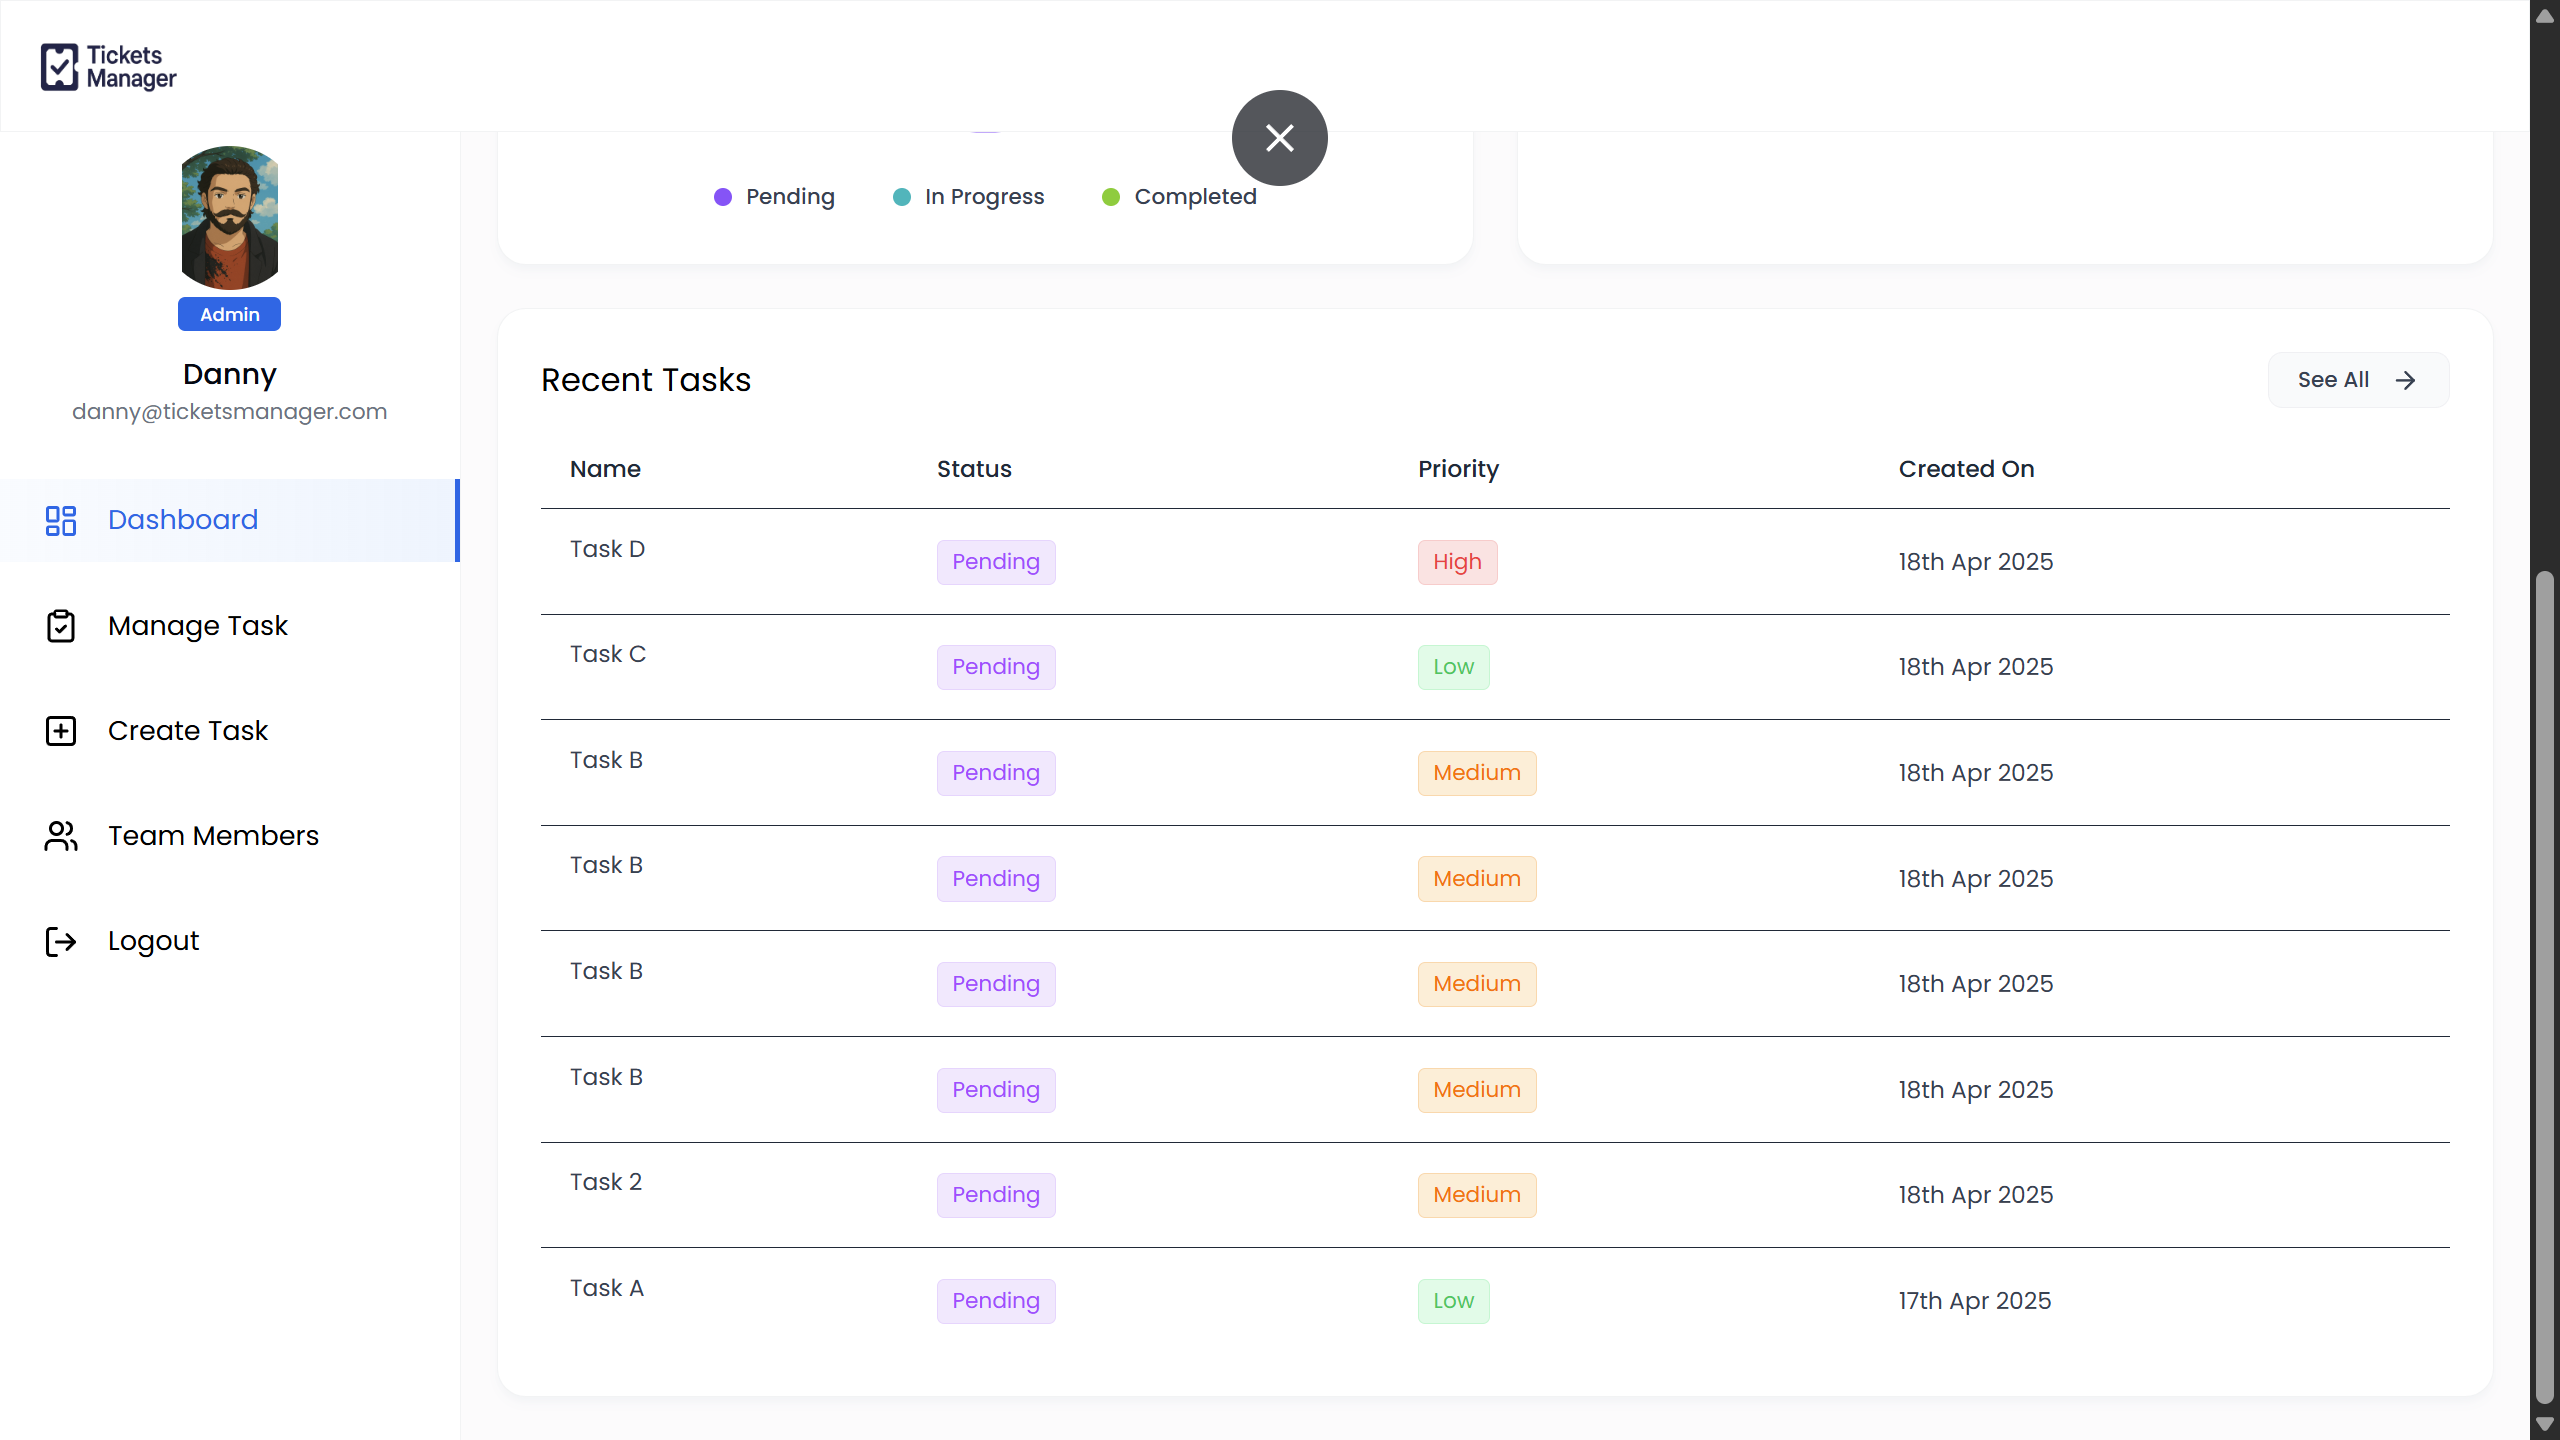 Tickets
Manager
Admin
Danny
danny@ticketsmanager.com
Dashboard
Manage Task
Create Task
Team Members
Logout
Pending In Progress Completed
Recent Tasks See All
Name Status Priority Created On
Task D Pending High 18th Apr 2025
Task C Pending Low 18th Apr 2025
Task B Pending Medium 18th Apr 2025
Task B Pending Medium 18th Apr 2025
Task B Pending Medium 18th Apr 2025
Task B Pending Medium 18th Apr 2025
Task 2 Pending Medium 18th Apr 2025
Task A Pending Low 17th Apr 2025